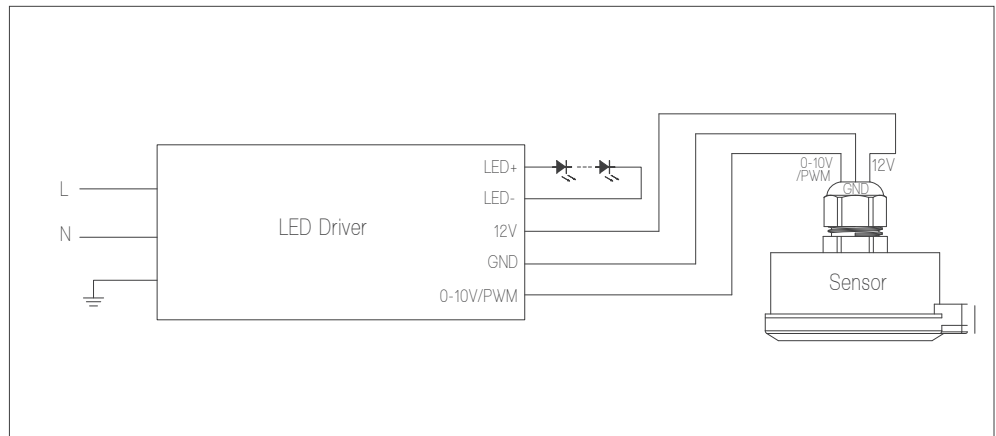 L
N
LED Driver
LED+
LED-
12V
GND
0-10V/PWM
0-10V
/PWM
12V
GND
Sensor